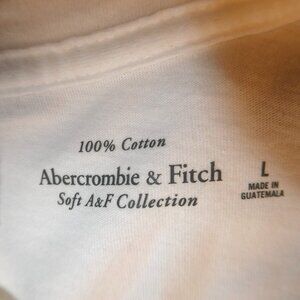 100% Cotton
Abercrombie & Fitch
Soft A&F Collection
L
MADE IN
GUATEMALA